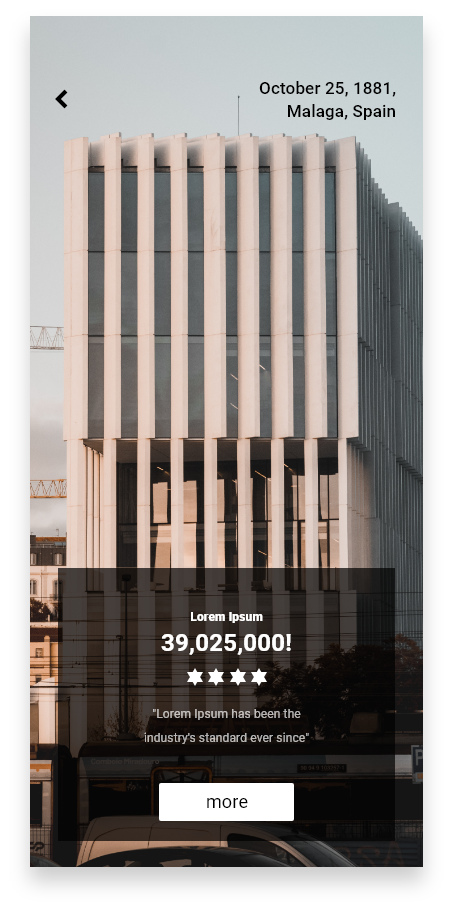 October 25, 1881,
Malaga, Spain
Lorem Ipsum
39,025,000!
"Lorem Ipsum has been the
industry's standard ever since"
P
more